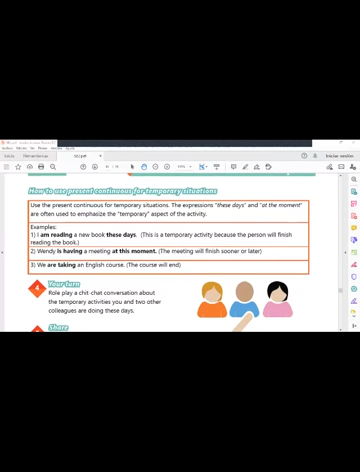 How to use present continuous for temporary situations
Use the present continuous for temporary situations. The expressions "these days" and "at the moment"
are often used to emphasize the "temporary" aspect of the activity.
Examples:
1) I am reading a new book these days. (This is a temporary activity because the person will finish
reading the book.)
2) Wendy is having a meeting at this moment. (The meeting will finish sooner or later)
3) We are taking an English course. (The course will end)
4
Your turn
Role play a chit chat conversation about
the temporary activities you and two other
colleagues are doing these days.
Share